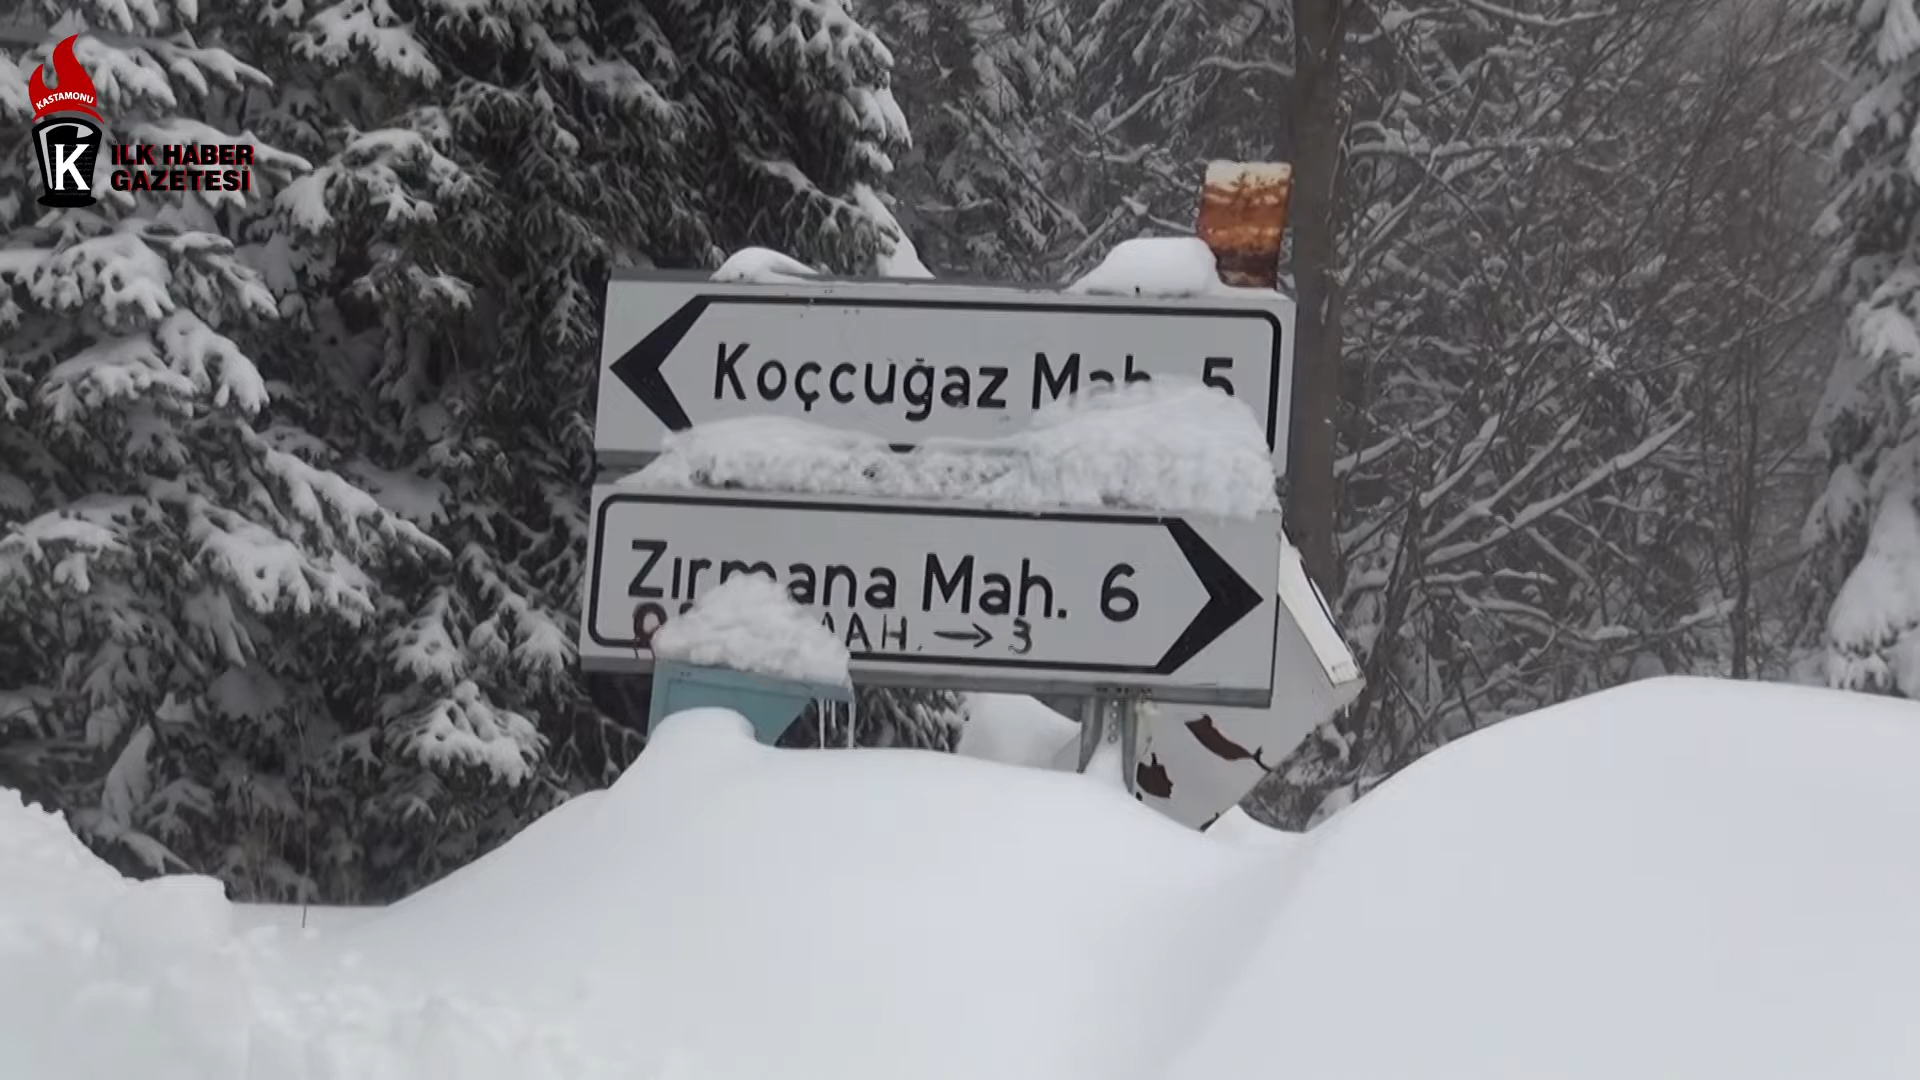 KASTAMONU
K
İLK HABER
GAZETESİ
Koçcuğaz Mah. 5
Zırmana Mah. 6
MAH. → 3